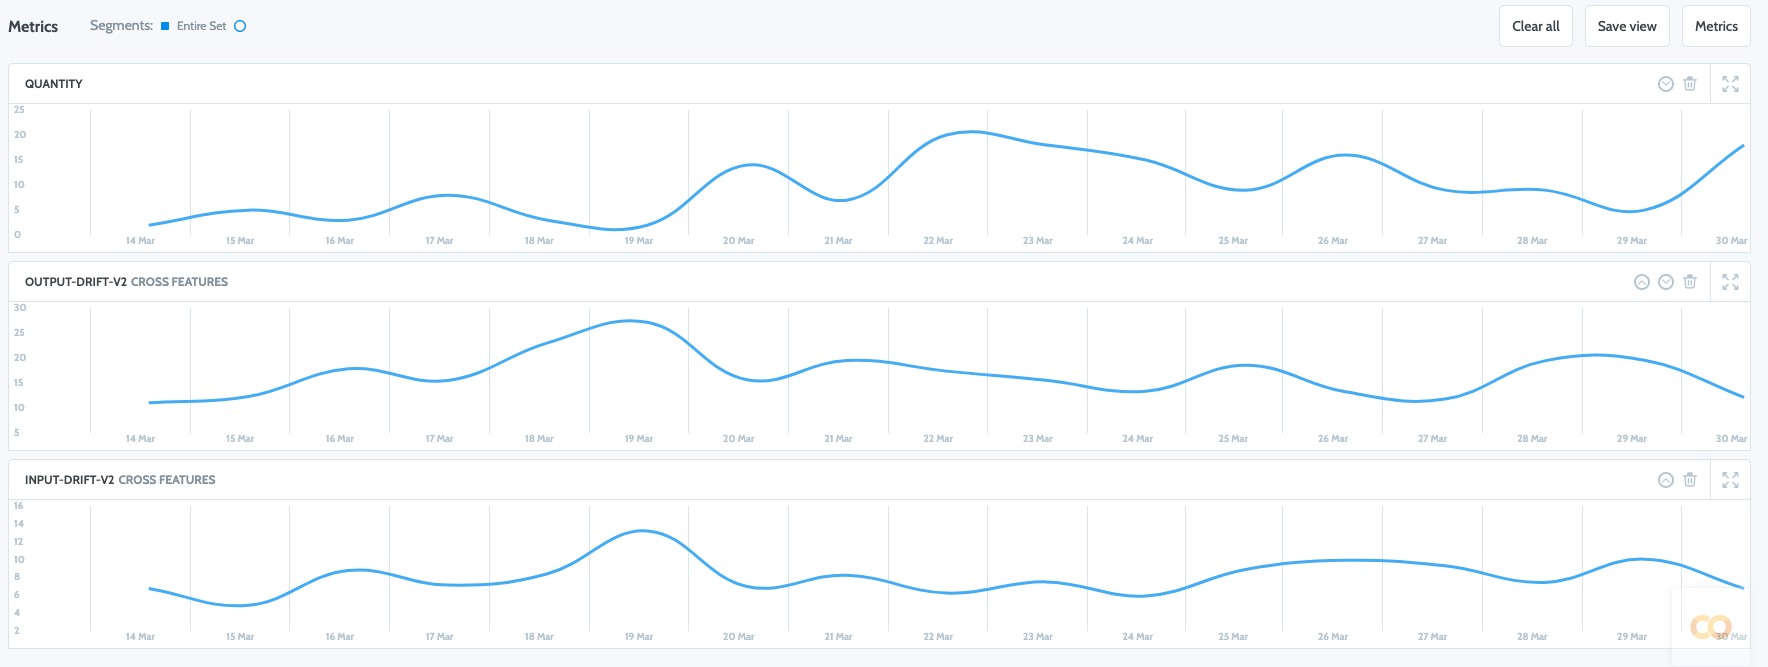 Metrics Segments: Entire Set Clear all Save view Metrics
QUANTITY
25
20
15
10
5
0
14 Mar 15 Mar 16 Mar 17 Mar 18 Mar 19 Mar 20 Mar 21 Mar 22 Mar 23 Mar 24 Mar 25 Mar 26 Mar 27 Mar 28 Mar 29 Mar 30 Mar
OUTPUT-DRIFT-V2 CROSS FEATURES
30
25
20
15
10
5
14 Mar 15 Mar 16 Mar 17 Mar 18 Mar 19 Mar 20 Mar 21 Mar 22 Mar 23 Mar 24 Mar 25 Mar 26 Mar 27 Mar 28 Mar 29 Mar 30 Mar
INPUT-DRIFT-V2 CROSS FEATURES
16
14
12
10
8
6
4
2
14 Mar 15 Mar 16 Mar 17 Mar 18 Mar 19 Mar 20 Mar 21 Mar 22 Mar 23 Mar 24 Mar 25 Mar 26 Mar 27 Mar 28 Mar 29 Mar 30 Mar